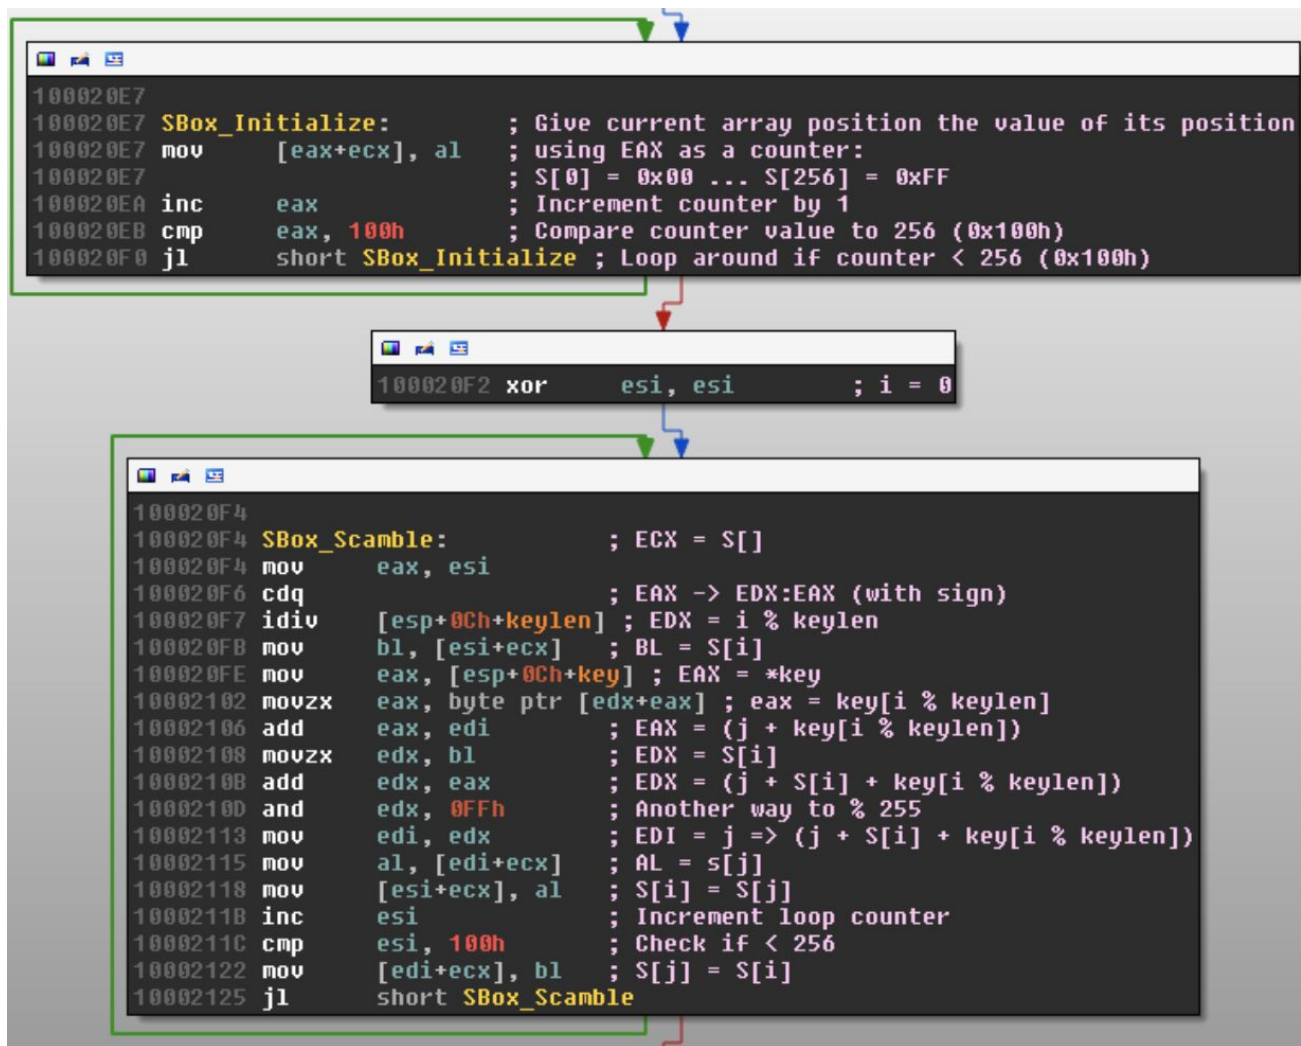 100020E7
100020E7 SBox_Initialize: ; Give current array position the value of its position
100020E7 mov [eax+ecx], al ; using EAX as a counter:
100020E7 ; S[0] = 0x00 ... S[256] = 0xFF
100020EA inc eax ; Increment counter by 1
100020EB cmp eax, 100h ; Compare counter value to 256 (0x100h)
100020F0 jl short SBox_Initialize ; Loop around if counter < 256 (0x100h)
100020F2 xor esi, esi ; i = 0
100020F4
100020F4 SBox_Scamble: ; ECX = S[]
100020F4 mov eax, esi
100020F6 cdq ; EAX -> EDX:EAX (with sign)
100020F7 idiv [esp+0Ch+keylen] ; EDX = i % keylen
100020FB mov bl, [esi+ecx] ; BL = S[i]
100020FE mov eax, [esp+0Ch+key] ; EAX = *key
10002102 movzx eax, byte ptr [edx+eax] ; eax = key[i % keylen]
10002106 add eax, edi ; EAX = (j + key[i % keylen])
10002108 movzx edx, bl ; EDX = S[i]
1000210B add edx, eax ; EDX = (j + S[i] + key[i % keylen])
1000210D and edx, 0FFh ; Another way to % 255
10002113 mov edi, edx ; EDI = j => (j + S[i] + key[i % keylen])
10002115 mov al, [edi+ecx] ; AL = s[j]
10002118 mov [esi+ecx], al ; S[i] = S[j]
1000211B inc esi ; Increment loop counter
1000211C cmp esi, 100h ; Check if < 256
10002122 mov [edi+ecx], bl ; S[j] = S[i]
10002125 jl short SBox_Scamble